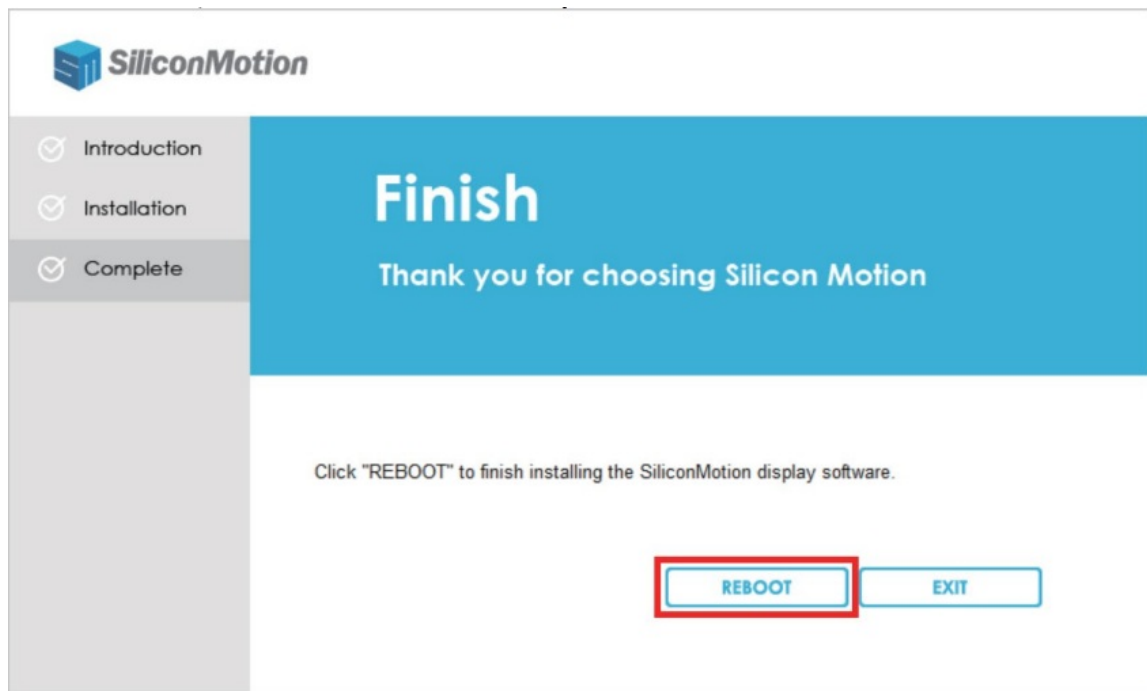 SiliconMotion
Introduction
Installation
Complete
Finish
Thank you for choosing Silicon Motion
Click "REBOOT" to finish installing the SiliconMotion display software.
REBOOT
EXIT